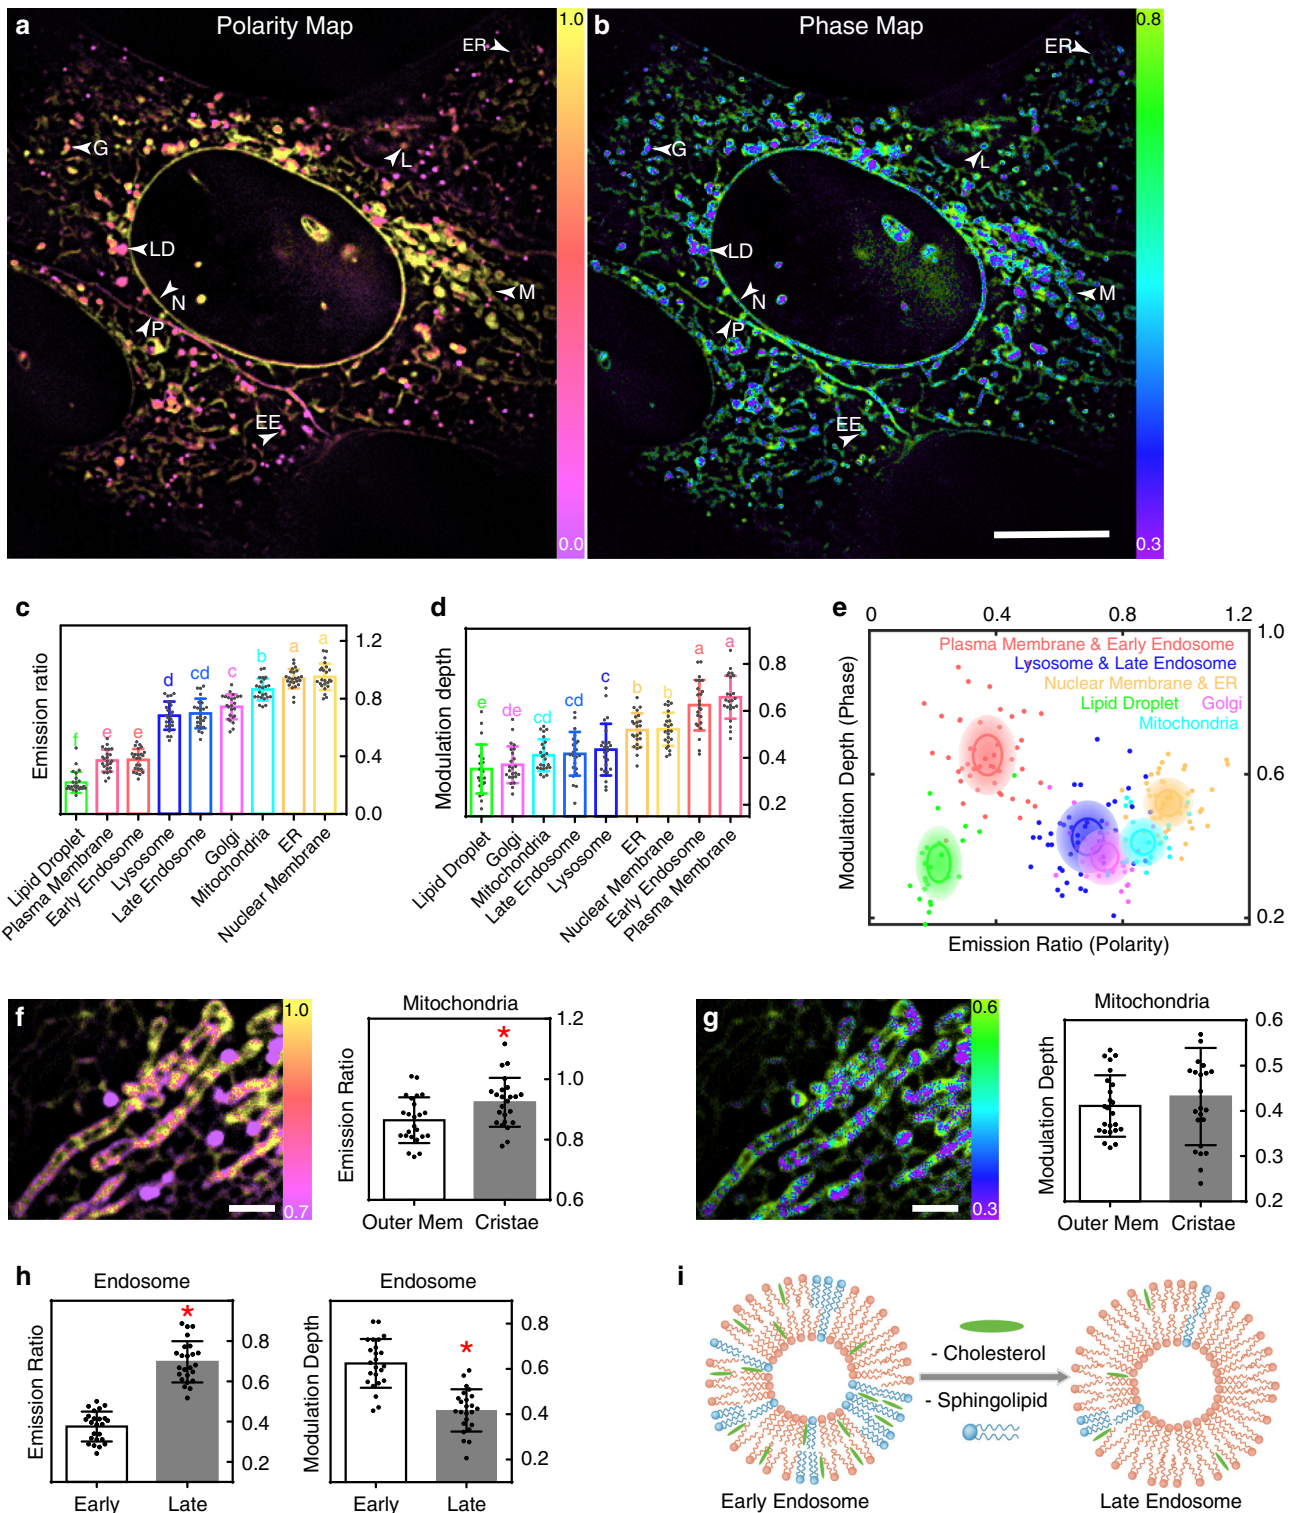 a
Polarity Map
1.0
ER
G
L
LD
N
P
M
EE
0.0
b
Phase Map
0.8
ER
G
L
LD
N
P
M
EE
0.3
c
Emission ratio
f
e
e
d
cd
c
b
a
a
1.2
0.8
0.4
0.0
Lipid Droplet
Plasma Membrane
Early Endosome
Lysosome
Late Endosome
Golgi
Mitochondria
ER
Nuclear Membrane
d
Modulation depth
e
de
cd
cd
c
b
b
a
a
0.8
0.6
0.4
0.2
Lipid Droplet
Golgi
Mitochondria
Late Endosome
Lysosome
ER
Nuclear Membrane
Early Endosome
Plasma Membrane
e
0 0.4 0.8 1.2
1.0
0.6
0.2
Plasma Membrane & Early Endosome
Lysosome & Late Endosome
Nuclear Membrane & ER
Lipid Droplet Golgi
Mitochondria
Modulation Depth (Phase)
Emission Ratio (Polarity)
f
1.0
0.7
Mitochondria
*
Emission Ratio
1.2
1.0
0.8
0.6
Outer Mem Cristae
g
0.6
0.3
Mitochondria
Modulation Depth
0.6
0.5
0.4
0.3
0.2
Outer Mem Cristae
h
Endosome
*
Emission Ratio
0.8
0.6
0.4
0.2
Early Late
Endosome
*
Modulation Depth
0.8
0.6
0.4
0.2
Early Late
i
- Cholesterol
- Sphingolipid
Early Endosome
Late Endosome